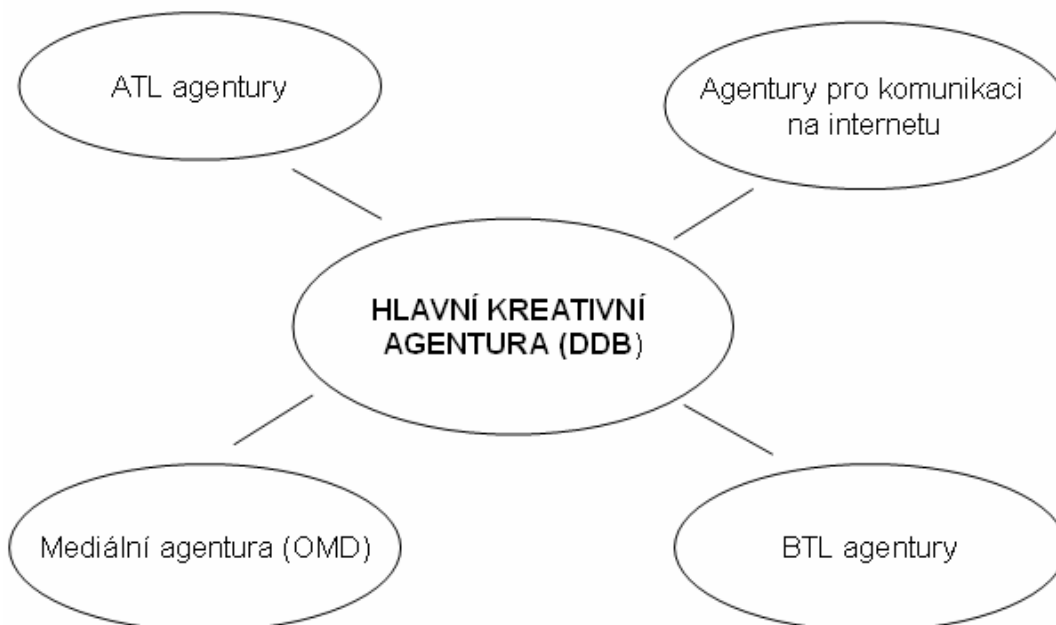 ATL agentury
Agentury pro komunikaci
na internetu
HLAVNÍ KREATIVNÍ
AGENTURA (DDB)
Mediální agentura (OMD)
BTL agentury